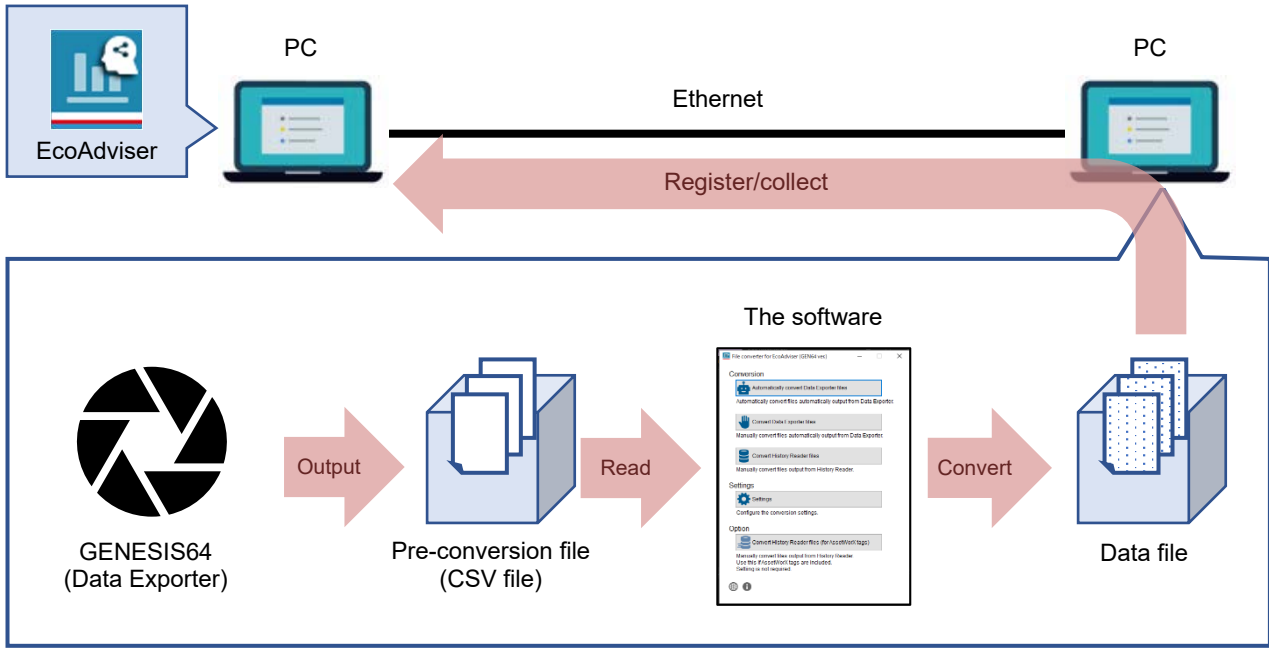 PC
PC
EcoAdviser
Ethernet
Register/collect
The software
GENESIS64
(Data Exporter)
Output
Pre-conversion file
(CSV file)
Read
File converter for EcoAdviser (GEN64 ver.)
Conversion
Automatically convert Data Exporter files
Automatically convert files automatically output from Data Exporter.
Convert Data Exporter files
Manually convert files automatically output from Data Exporter.
Convert History Reader files
Manually convert files output from History Reader.
Settings
Settings
Configure the conversion settings.
Option
Convert History Reader files (for AssetWorX tags)
Manually convert files output from History Reader
Use this if AssetWorX tags are included.
Setting is not required.
Convert
Data file